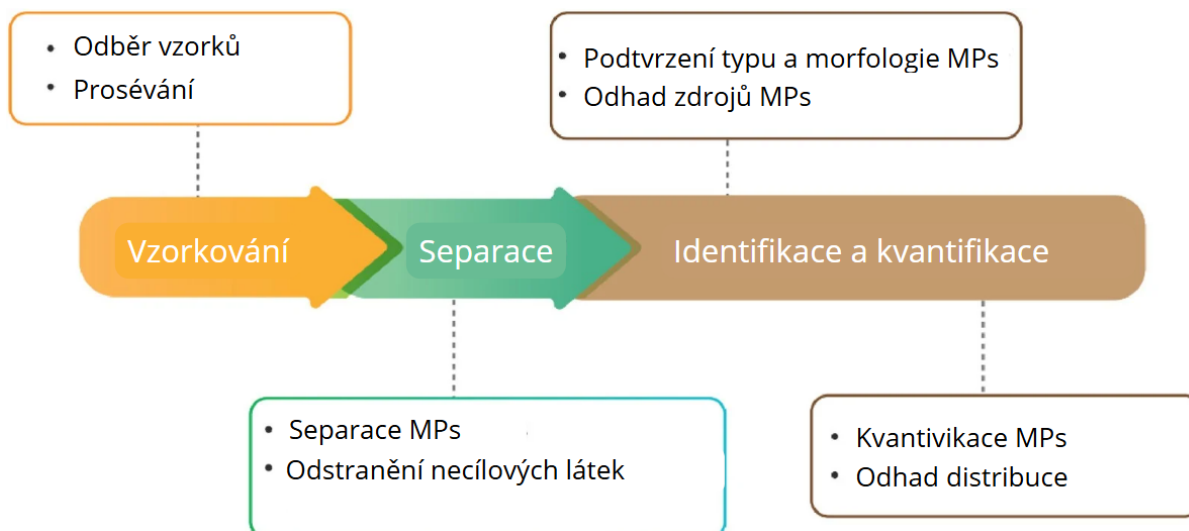 • Odběr vzorků
• Prosévání
• Podtvrzení typu a morfologie MPs
• Odhad zdrojů MPs
Vzorkování
Separace
Identifikace a kvantifikace
• Separace MPs
• Odstranění necílových látek
• Kvantivikace MPs
• Odhad distribuce